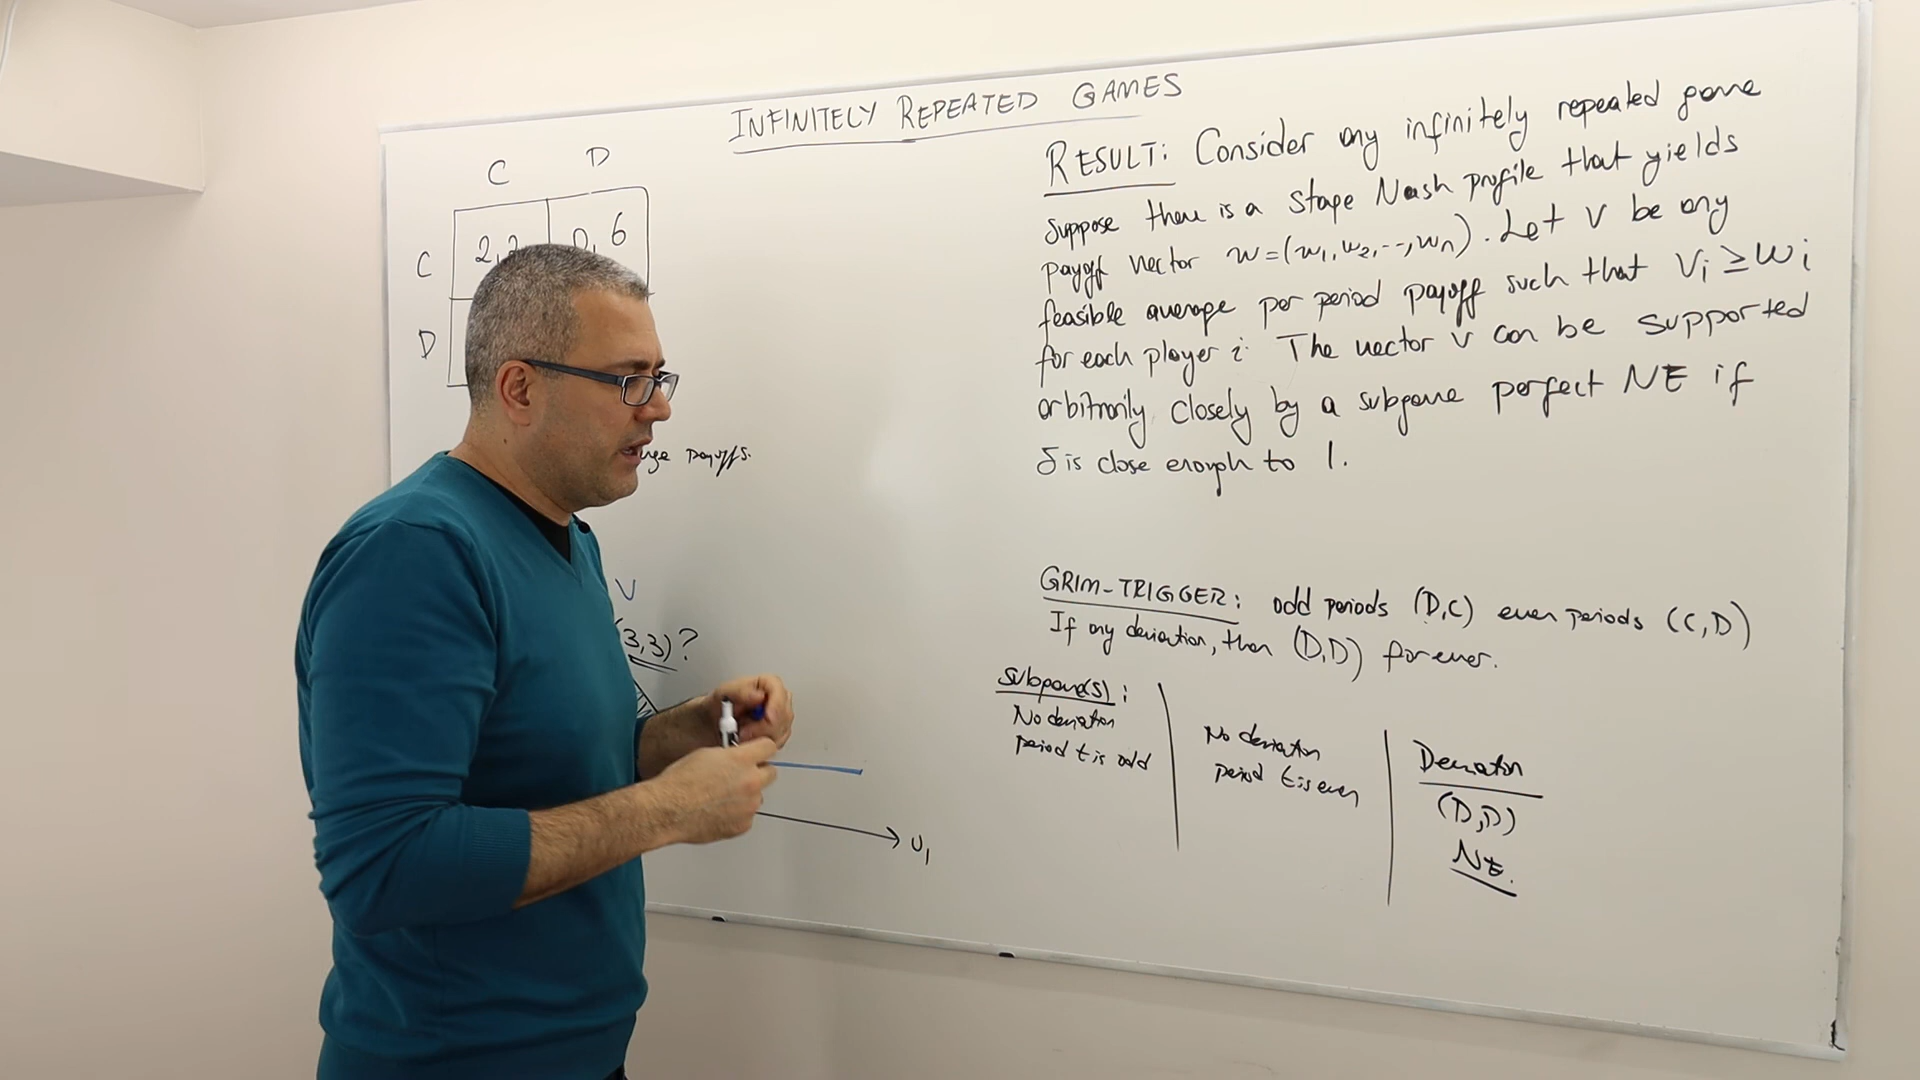 INFINITELY REPEATED GAMES
C D
C 2, 0, 6
D
payoffs.
V
(3,3)?
U1
RESULT: Consider any infinitely repeated game
Suppose there is a stage Nash profile that yields
payoff vector w=(w1,w2,--,wn). Let v be any
feasible average per period payoff such that Vi≥wi
for each player i. The vector v can be supported
arbitrarily closely by a subgame perfect NE if
δ is close enough to 1.
GRIM-TRIGGER: odd periods (D,C) even periods (C,D)
If any deviation, then (D,D) forever.
Subgame(s):
No deviation
period t is odd
No deviation
period t is even
Deviation
(D,D)
NE.